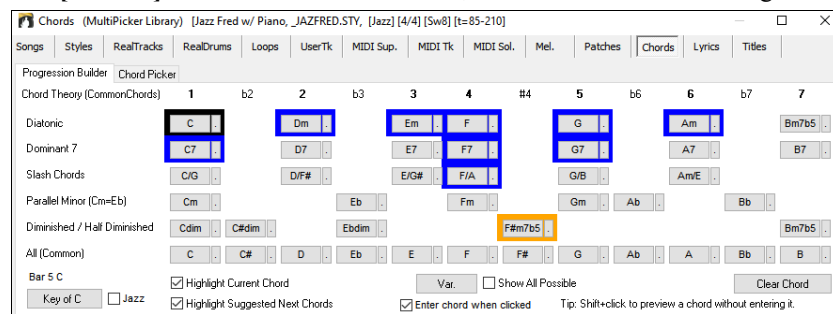 Chords (MultiPicker Library) [Jazz Fred w/ Piano, _JAZFRED.STY, [Jazz] [4/4] [Sw8] [t=85-210]
Songs Styles RealTracks RealDrums Loops UserTk MIDI Sup. MIDI Tk MIDI Sol. Mel. Patches Chords Lyrics Titles
Progression Builder Chord Picker
Chord Theory (CommonChords) 1 b2 2 b3 3 4 #4 5 b6 6 b7 7
Diatonic C . Dm . Em . F . G . Am . Bm7b5 .
Dominant 7 C7 . D7 . E7 . F7 . G7 . A7 . B7 .
Slash Chords C/G . D/F# . E/G# . F/A . G/B . Am/E .
Parallel Minor (Cm=Eb) Cm . Eb . Fm . Gm . Ab . Bb .
Diminished / Half Diminished Cdim . C#dim . Ebdim . F#m7b5 . Bm7b5 .
All (Common) C . C# . D . Eb . E . F . F# . G . Ab . A . Bb . B .
Bar 5 C Highlight Current Chord Var. Show All Possible Clear Chord
Key of C Jazz Highlight Suggested Next Chords Enter chord when clicked Tip: Shift+click to preview a chord without entering it.